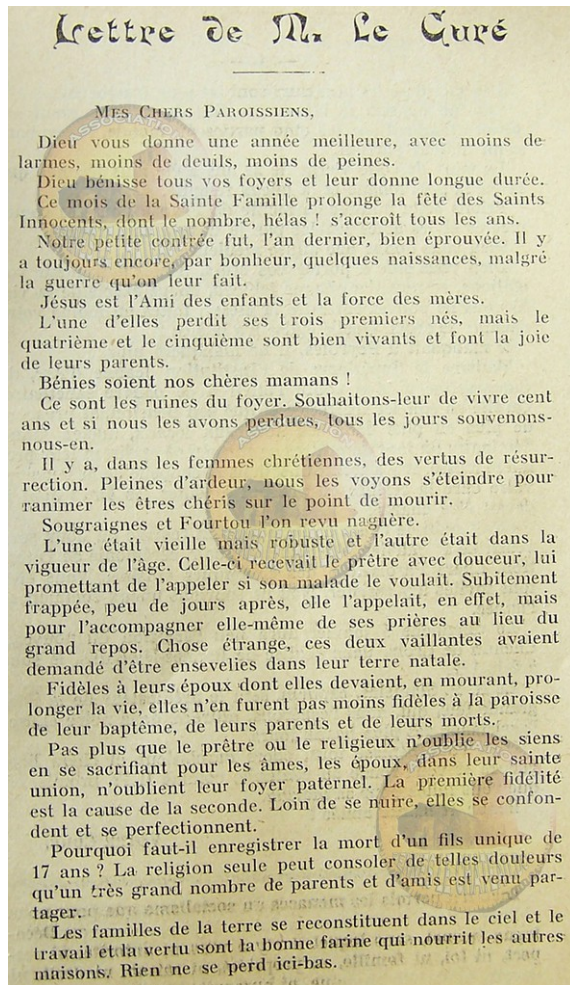 Lettre de M. Le Curé
MES CHERS PAROISSIENS,
Dieu vous donne une année meilleure, avec moins de
larmes, moins de deuils, moins de peines.
Dieu bénisse tous vos foyers et leur donne longue durée.
Ce mois de la Sainte Famille prolonge la fête des Saints
Innocents, dont le nombre, hélas ! s'accroît tous les ans.
Notre petite contrée fut, l'an dernier, bien éprouvée. Il y
a toujours encore, par bonheur, quelques naissances, malgré
la guerre qu'on leur fait.
Jésus est l'Ami des enfants et la force des mères.
L'une d'elles perdit ses trois premiers nés, mais le
quatrième et le cinquième sont bien vivants et font la joie
de leurs parents.
Bénies soient nos chères mamans !
Ce sont les ruines du foyer. Souhaitons-leur de vivre cent
ans et si nous les avons perdues, tous les jours souvenons-
nous-en.
Il y a, dans les femmes chrétiennes, des vertus de résur-
rection. Pleines d'ardeur, nous les voyons s'éteindre pour
ranimer les êtres chéris sur le point de mourir.
Sougraignes et Fourtou l'on revu naguère.
L'une était vieille mais robuste et l'autre était dans la
vigueur de l'âge. Celle-ci recevait le prêtre avec douceur, lui
promettant de l'appeler si son malade le voulait. Subitement
frappée, peu de jours après, elle l'appelait, en effet, mais
pour l'accompagner elle-même de ses prières au lieu du
grand repos. Chose étrange, ces deux vaillantes avaient
demandé d'être ensevelies dans leur terre natale.
Fidèles à leurs époux dont elles devaient, en mourant, pro-
longer la vie, elles n'en furent pas moins fidèles à la paroisse
de leur baptême, de leurs parents et de leurs morts.
Pas plus que le prêtre ou le religieux n'oublie les siens
en se sacrifiant pour les âmes, les époux, dans leur sainte
union, n'oublient leur foyer paternel. La première fidélité
est la cause de la seconde. Loin de se nuire, elles se confon-
dent et se perfectionnent.
Pourquoi faut-il enregistrer la mort d'un fils unique de
17 ans ? La religion seule peut consoler de telles douleurs
qu'un très grand nombre de parents et d'amis est venu par-
tager.
Les familles de la terre se reconstituent dans le ciel et le
travail et la vertu sont la bonne farine qui nourrit les autres
maisons. Rien ne se perd ici-bas.